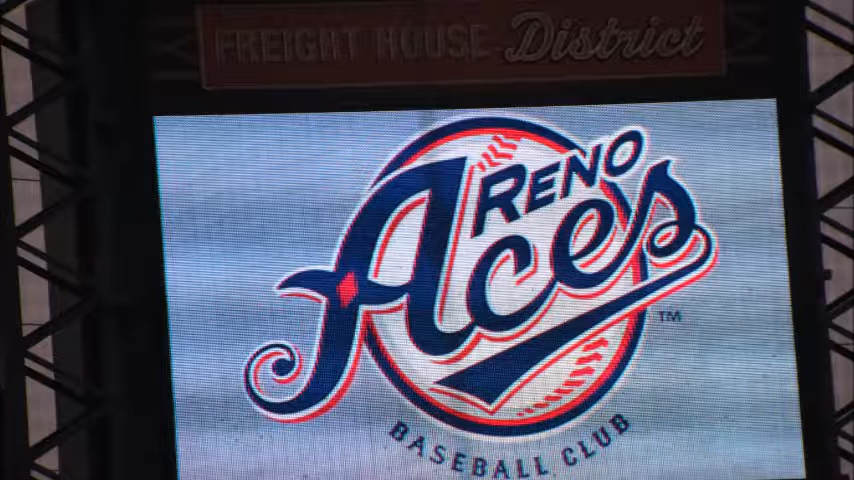 FREIGHT HOUSE District
RENO
Aces
TM
BASEBALL CLUB